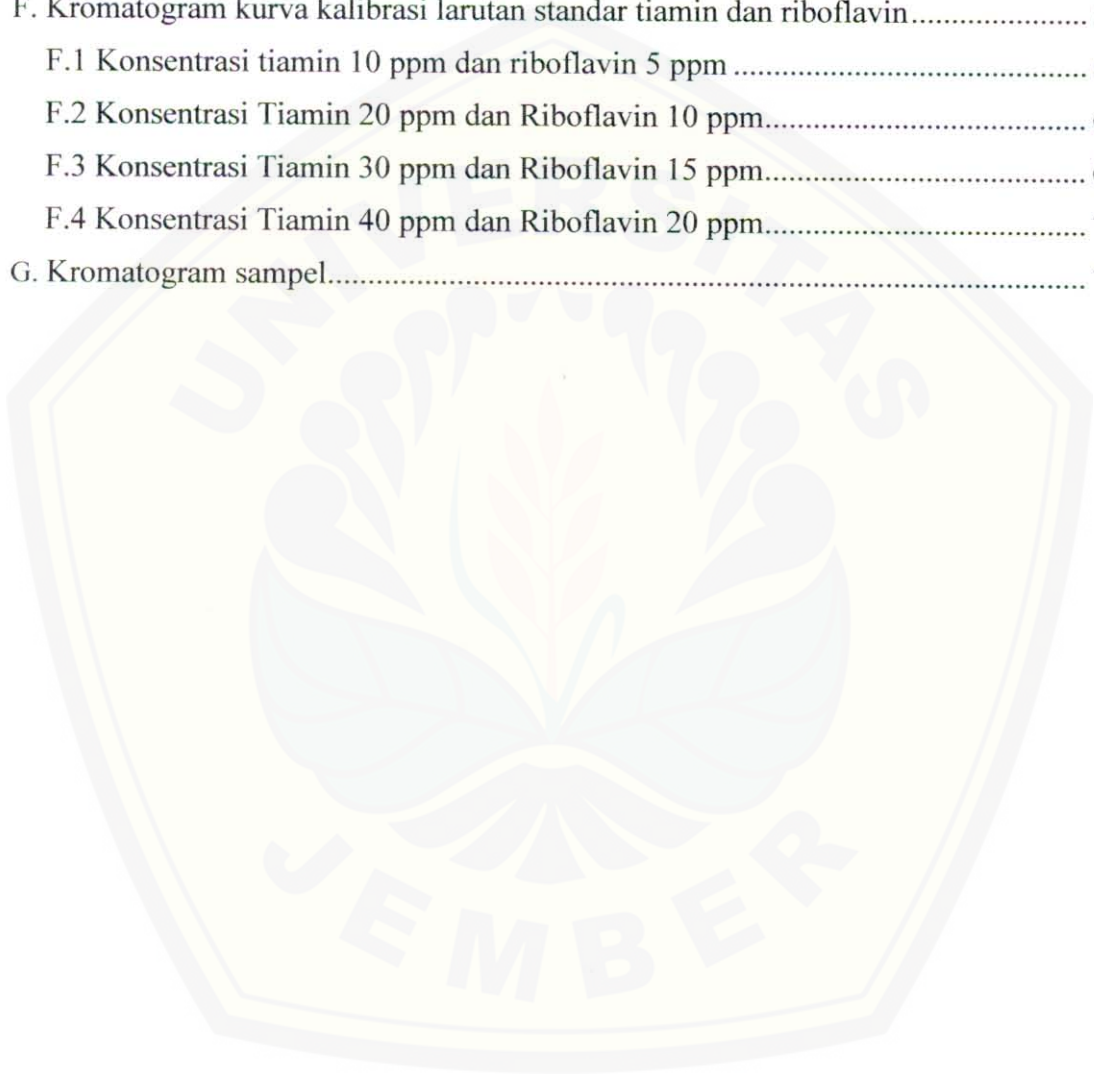 F. Kromatogram kurva kalibrasi larutan standar tiamin dan riboflavin......................
F.1 Konsentrasi tiamin 10 ppm dan riboflavin 5 ppm ............................................
F.2 Konsentrasi Tiamin 20 ppm dan Riboflavin 10 ppm........................................
F.3 Konsentrasi Tiamin 30 ppm dan Riboflavin 15 ppm........................................
F.4 Konsentrasi Tiamin 40 ppm dan Riboflavin 20 ppm........................................
G. Kromatogram sampel..............................................................................................
UNIVERSITAS
JEMBER